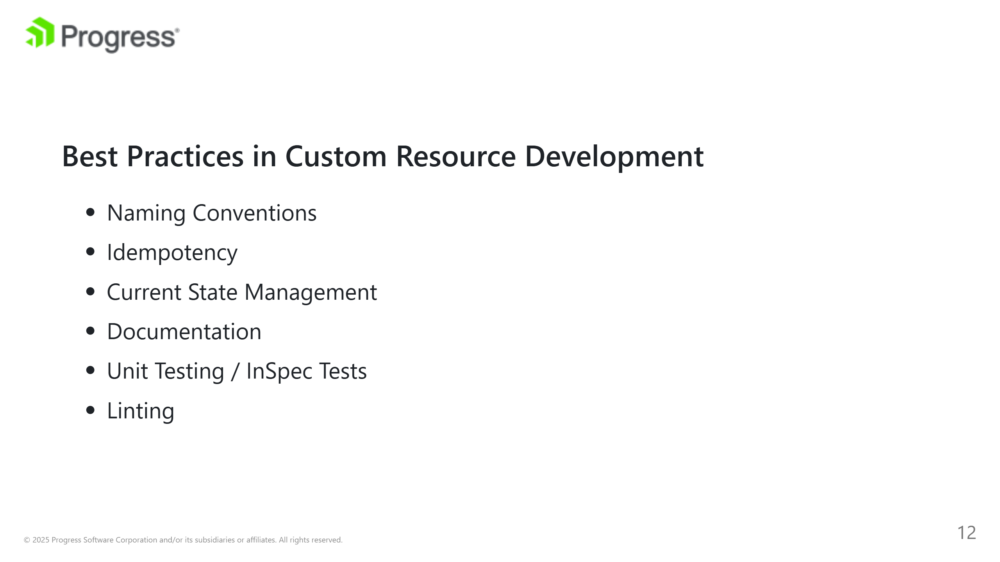 Progress®
Best Practices in Custom Resource Development
• Naming Conventions
• Idempotency
• Current State Management
• Documentation
• Unit Testing / InSpec Tests
• Linting
© 2025 Progress Software Corporation and/or its subsidiaries or affiliates. All rights reserved.
12